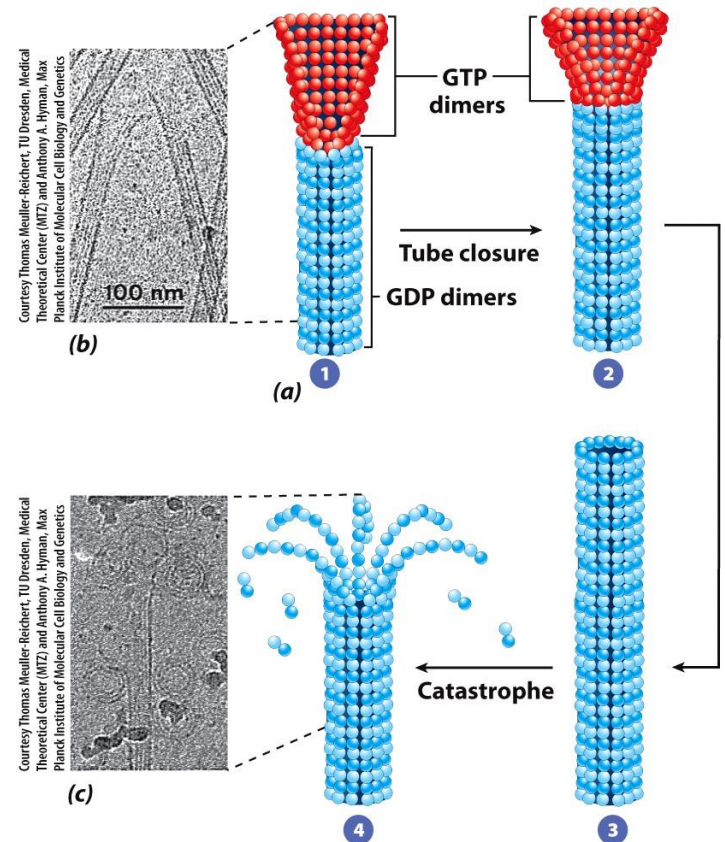 Courtesy Thomas Meuller-Reichert, TU Dresden, Medical
Theoretical Center (MTZ) and Anthony A. Hyman, Max
Planck Institute of Molecular Cell Biology and Genetics
100 nm
(b)
GTP
dimers
Tube closure
GDP dimers
(a)
1
2
Courtesy Thomas Meuller-Reichert, TU Dresden, Medical
Theoretical Center (MTZ) and Anthony A. Hyman, Max
Planck Institute of Molecular Cell Biology and Genetics
(c)
Catastrophe
4
3